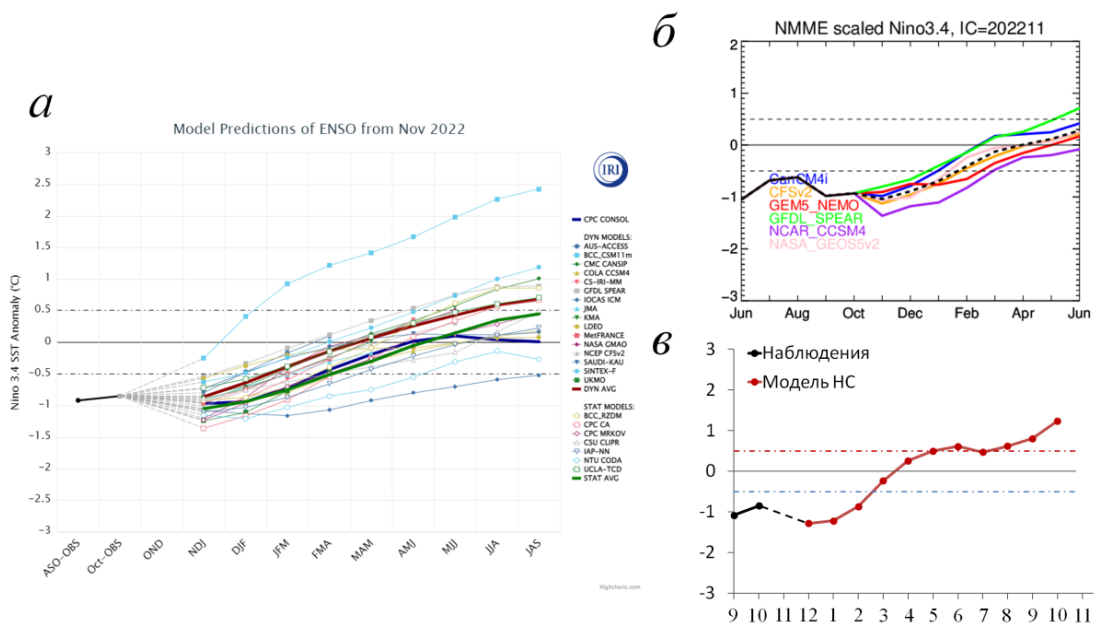 а
Model Predictions of ENSO from Nov 2022
IRI
Nino 3.4 SST Anomaly (°C)
3
2.5
2
1.5
1
0.5
0
-0.5
-1
-1.5
-2
-2.5
-3
ASO-OBS
Oct-OBS
OND
NDJ
DJF
JFM
FMA
MAM
AMJ
MJJ
JJA
JAS
CPC CONSOL
DYN MODELS:
AUS-ACCESS
BCC_CSM11m
CMC CANSIP
COLA CCSM4
CS-IRI-MM
GFDL SPEAR
IOCAS ICM
JMA
KMA
LDEO
MetFRANCE
NASA GMAO
NCEP CFSv2
SAUDI-KAU
SINTEX-F
UKMO
DYN AVG
STAT MODELS:
BCC_RZDM
CPC CA
CPC MRKOV
CSU CLIPR
IAP-NN
NTU CODA
UCLA-TCD
STAT AVG
Highcharts.com
б
NMME scaled Nino3.4, IC=202211
2
1
0
-1
-2
-3
CanCM4i
CFSv2
GEM5_NEMO
GFDL_SPEAR
NCAR_CCSM4
NASA_GEOS5v2
Jun Aug Oct Dec Feb Apr Jun
в
3
2
1
0
-1
-2
-3
Наблюдения
Модель НС
9 10 11 12 1 2 3 4 5 6 7 8 9 10 11